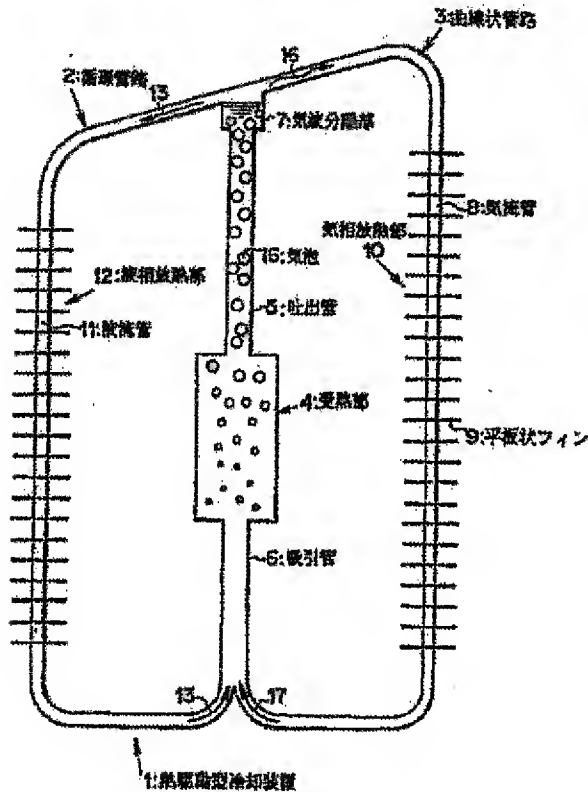 3:曲線状管路
16
2:循環管路
13
7:気液分離部
8:気流管
気相放熱部
10
15:気泡
12:液相放熱部
5:吐出管
11:液流管
4:受熱部
9:平板状フィン
6:吸引管
13
17
1:熱駆動型冷却装置